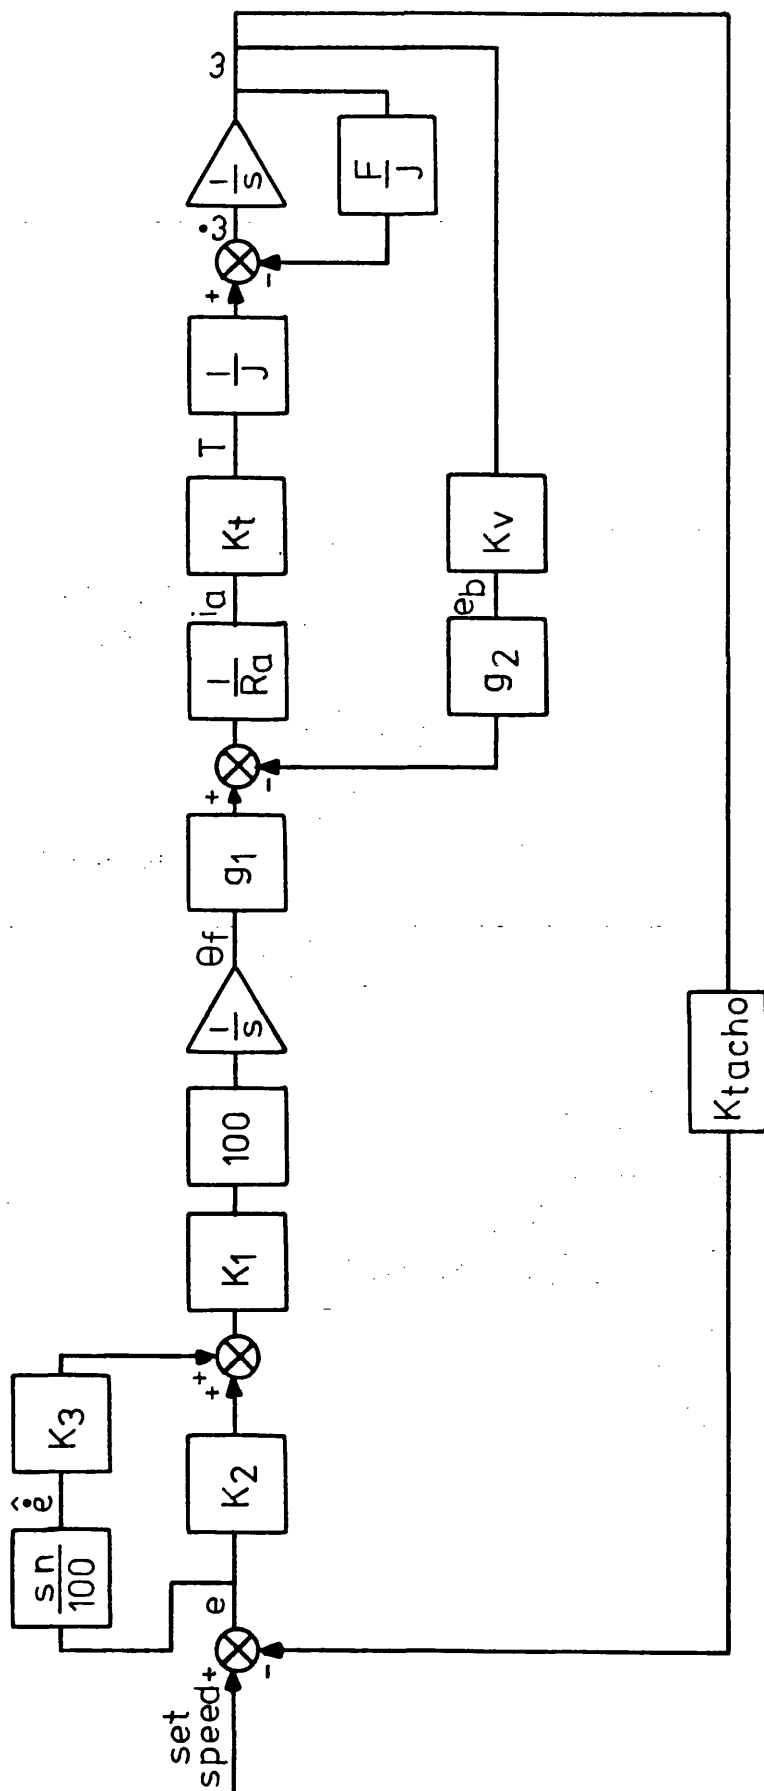 set
speed
+
-
e
sn
100
ė̂
K3
K2
+
+
K1
100
1
s
θf
g1
+
-
1
Ra
ia
Kt
T
1
J
+
-
ω̇
1
s
ω
F
J
Kv
eb
g2
Ktacho